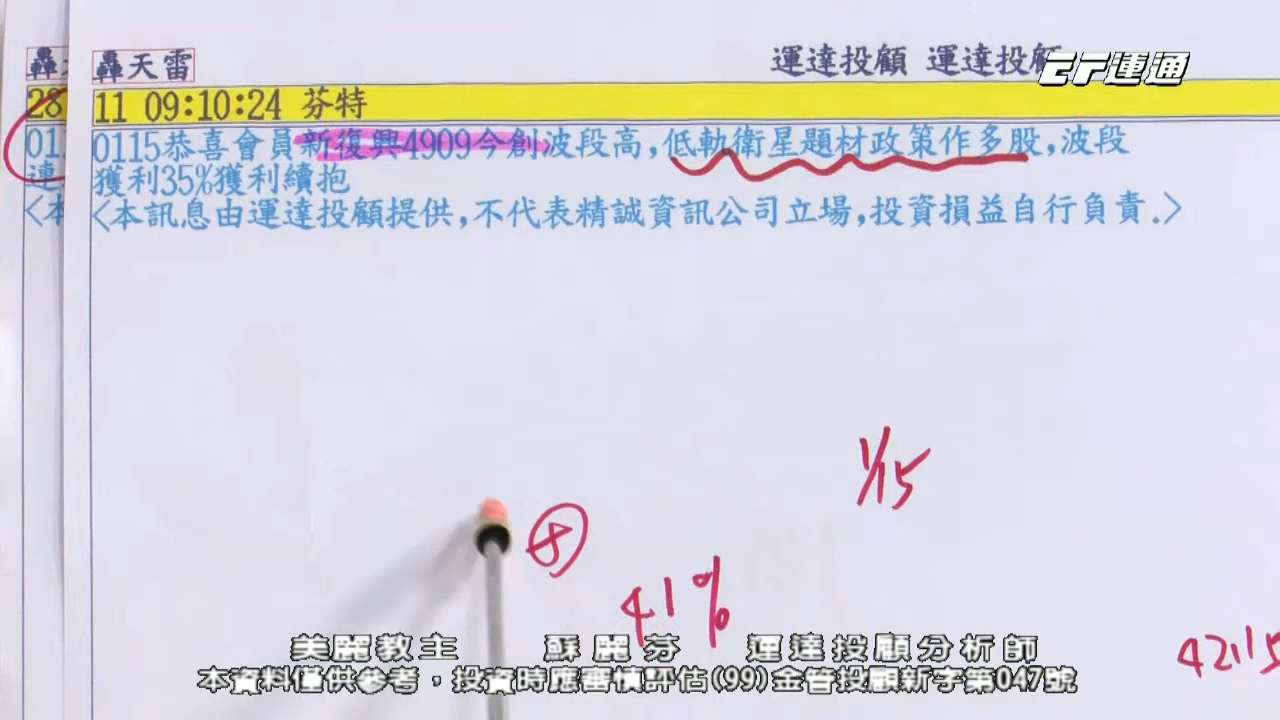 轟天雷 運達投顧 運達投顧
EF運通
28 11 09:10:24 芬特
0115恭喜會員新復興4909今創波段高,低軌衛星題材政策作多股,波段
獲利35%獲利續抱
<本訊息由運達投顧提供,不代表精誠資訊公司立場,投資損益自行負責.>
1/15
41%
42.15
美麗教主 蘇麗芬 運達投顧分析師
本資料僅供參考,投資時應審慎評估(99)金管投顧新字第047號